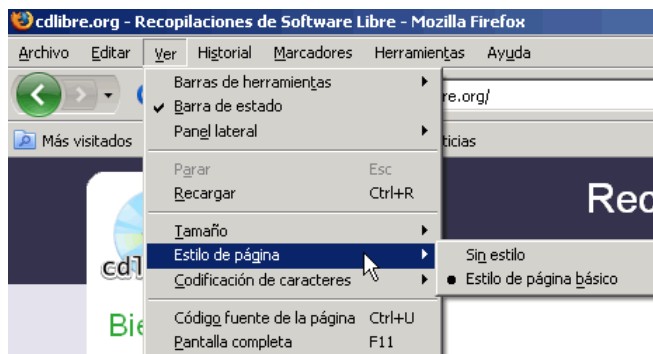 cdlibre.org - Recopilaciones de Software Libre - Mozilla Firefox
Archivo Editar Ver Historial Marcadores Herramientas Ayuda
Barras de herramientas
re.org/
Barra de estado
Panel lateral
Más visitados
ticias
Parar Esc
Recargar Ctrl+R
Rec
Tamaño
Estilo de página
Sin estilo
cdl
Codificación de caracteres
Estilo de página básico
Bie
Código fuente de la página Ctrl+U
Pantalla completa F11